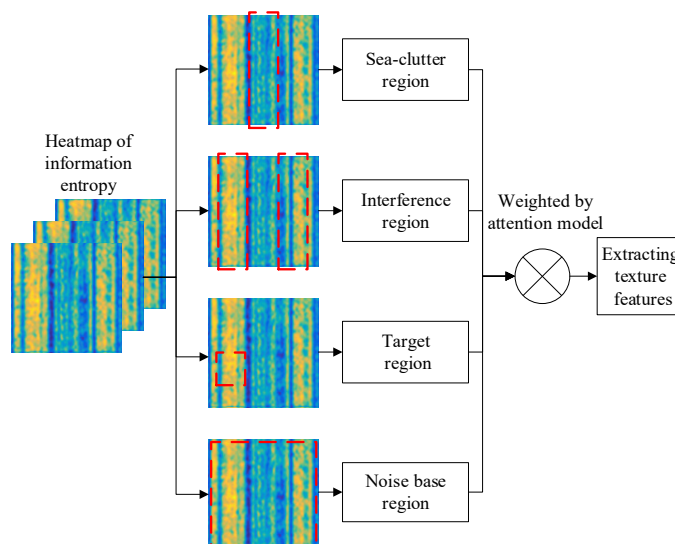 Heatmap of
information
entropy
Sea-clutter
region
Interference
region
Target
region
Noise base
region
Weighted by
attention model
Extracting
texture
features